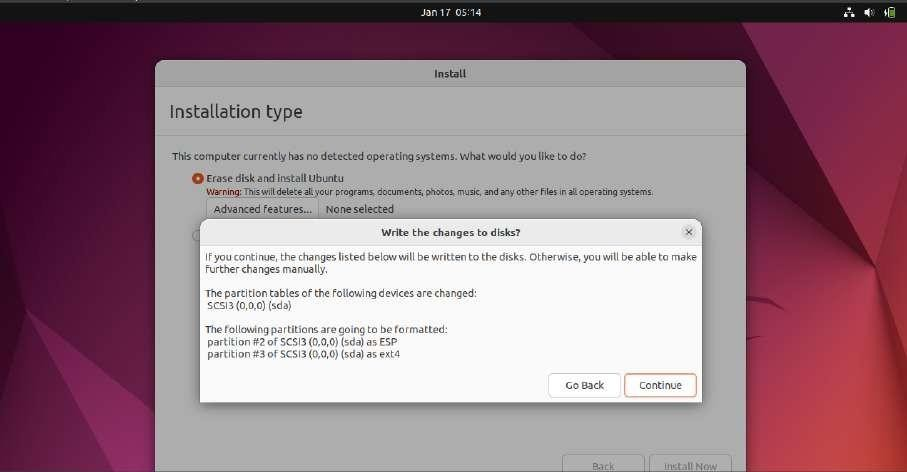 Jan 17 05:14
Install
Installation type
This computer currently has no detected operating systems. What would you like to do?
Erase disk and install Ubuntu
Warning: This will delete all your programs, documents, photos, music, and any other files in all operating systems.
Advanced features... None selected
Write the changes to disks?
If you continue, the changes listed below will be written to the disks. Otherwise, you will be able to make
further changes manually.
The partition tables of the following devices are changed:
SCSI3 (0,0,0) (sda)
The following partitions are going to be formatted:
partition #2 of SCSI3 (0,0,0) (sda) as ESP
partition #3 of SCSI3 (0,0,0) (sda) as ext4
Go Back Continue
Back Install Now